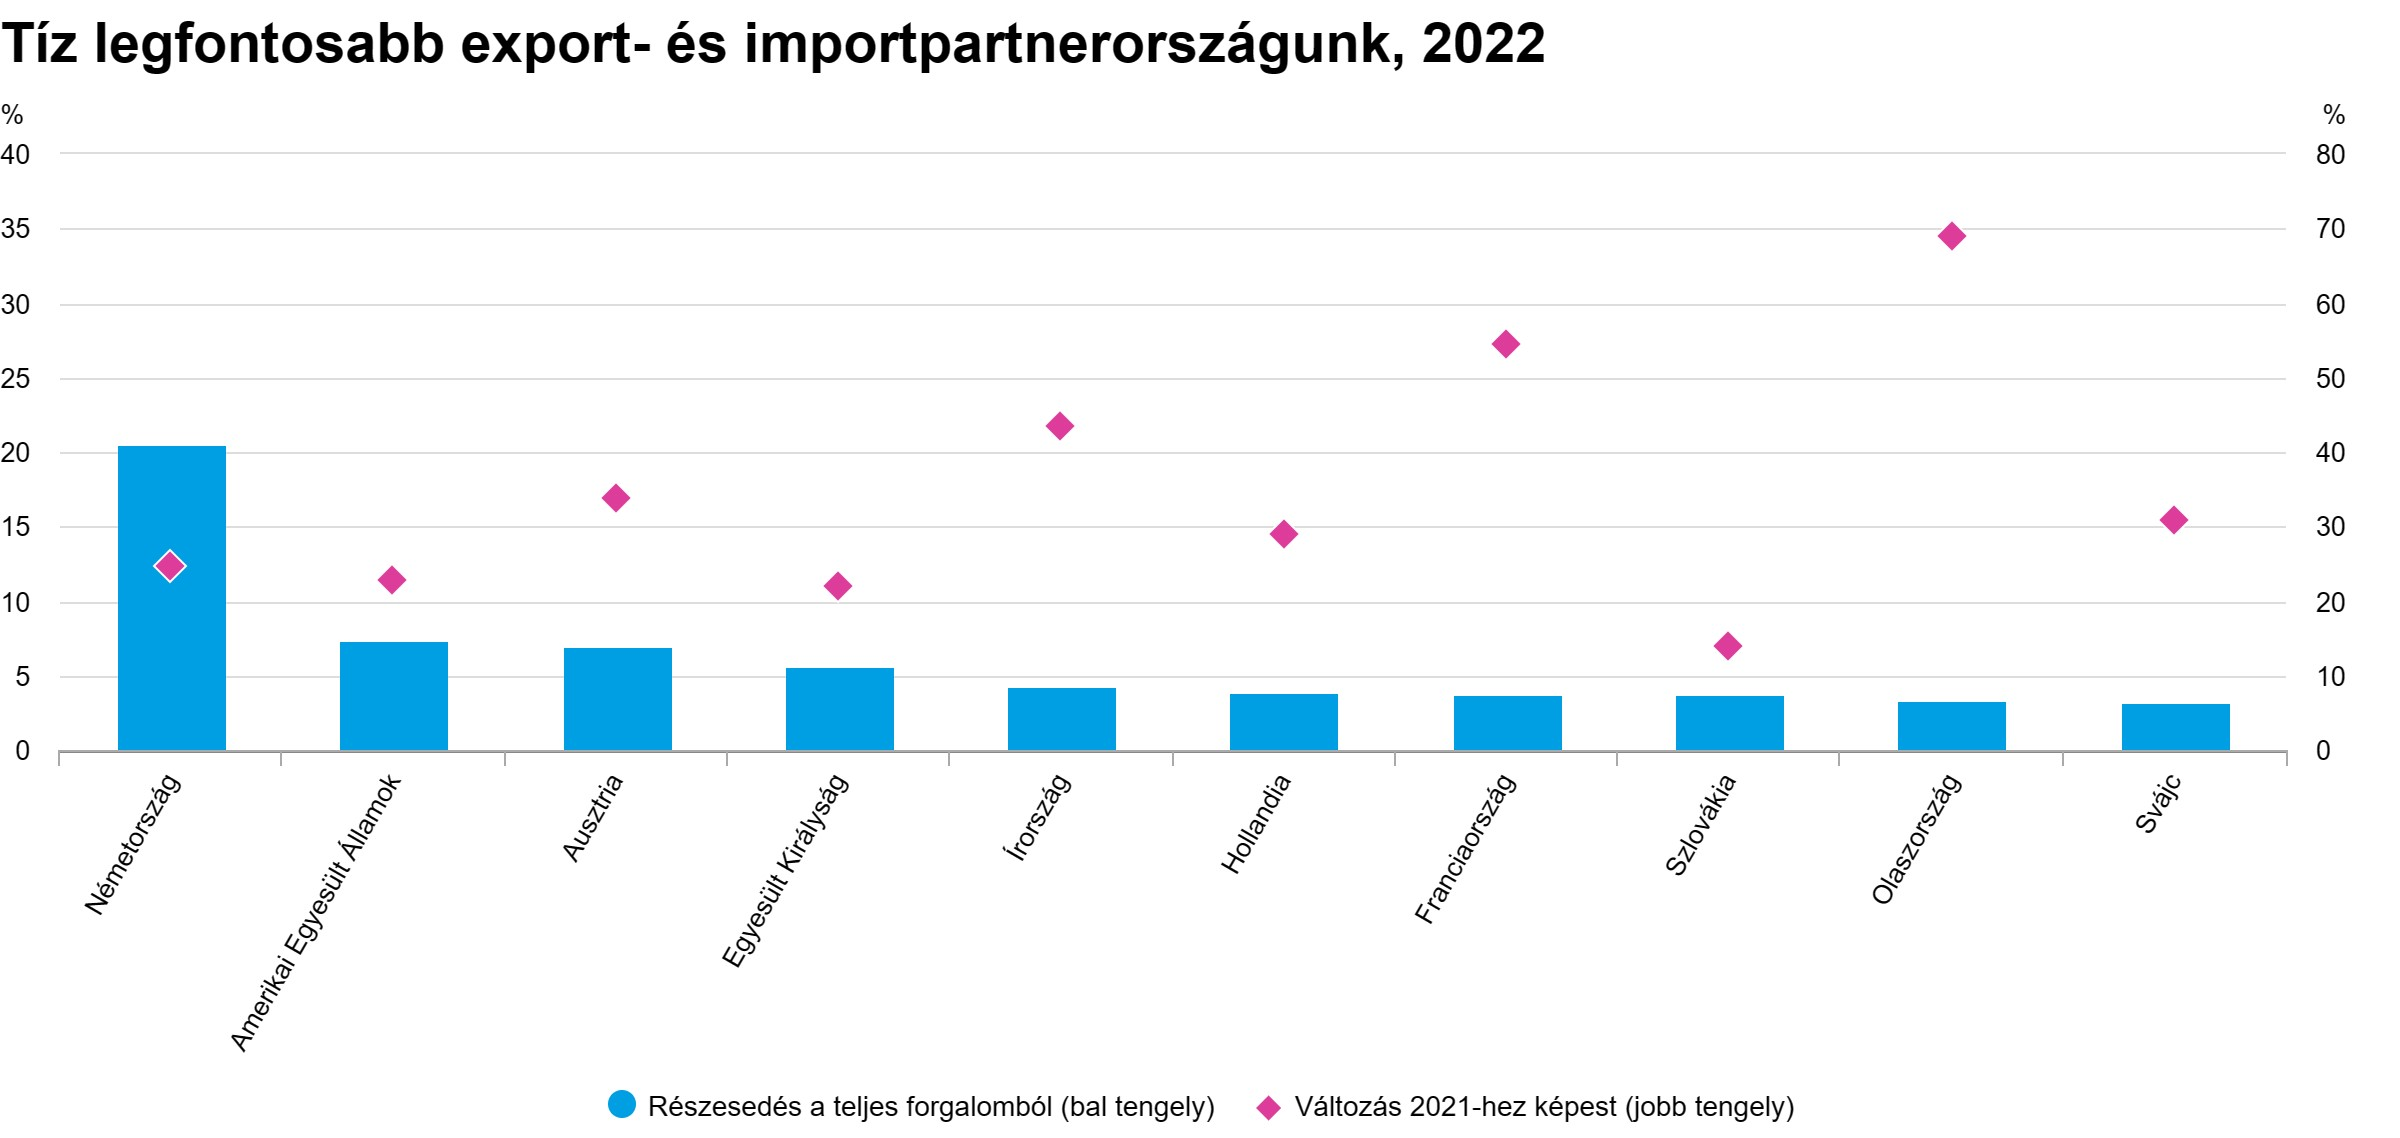 Tíz legfontosabb export- és importpartnerországunk, 2022
% %
40 80
35 70
30 60
25 50
20 40
15 30
10 20
5 10
0 0
Németország
Amerikai Egyesült Államok
Ausztria
Egyesült Királyság
Írország
Hollandia
Franciaország
Szlovákia
Olaszország
Svájc
Részesedés a teljes forgalomból (bal tengely) Változás 2021-hez képest (jobb tengely)